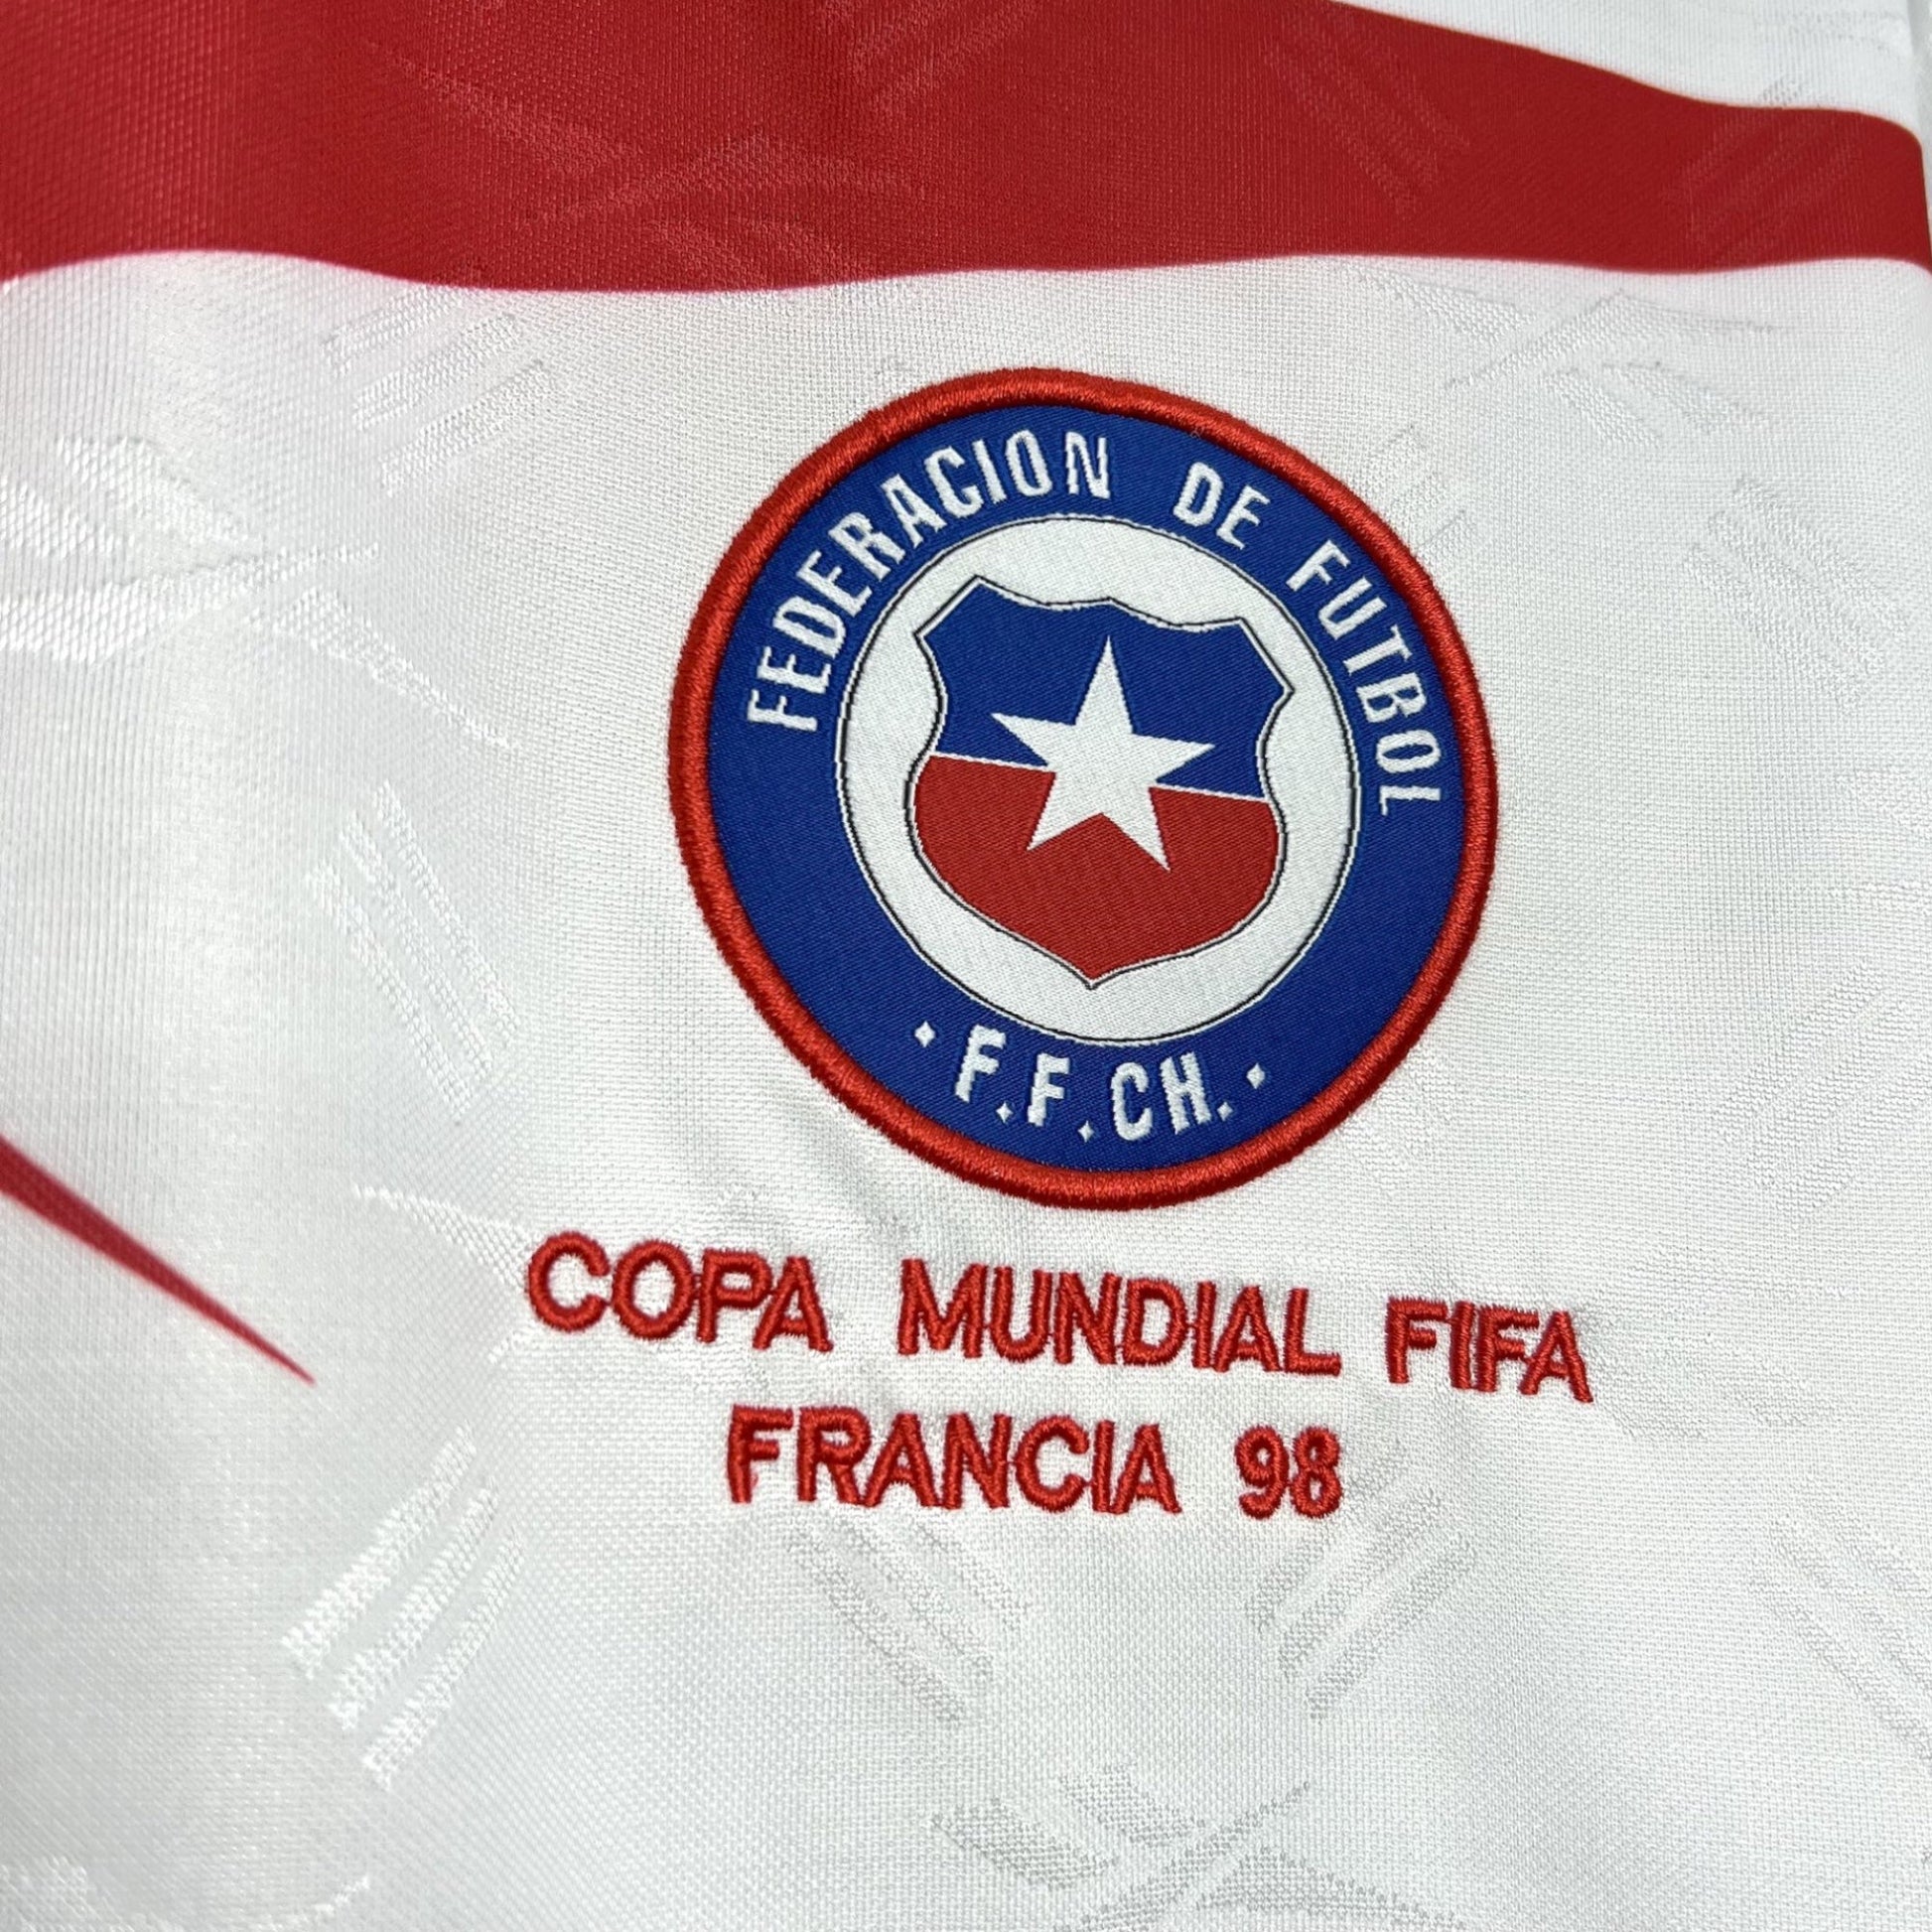 FEDERACION DE FUTBOL
· F.F.CH. ·
COPA MUNDIAL FIFA
FRANCIA 98